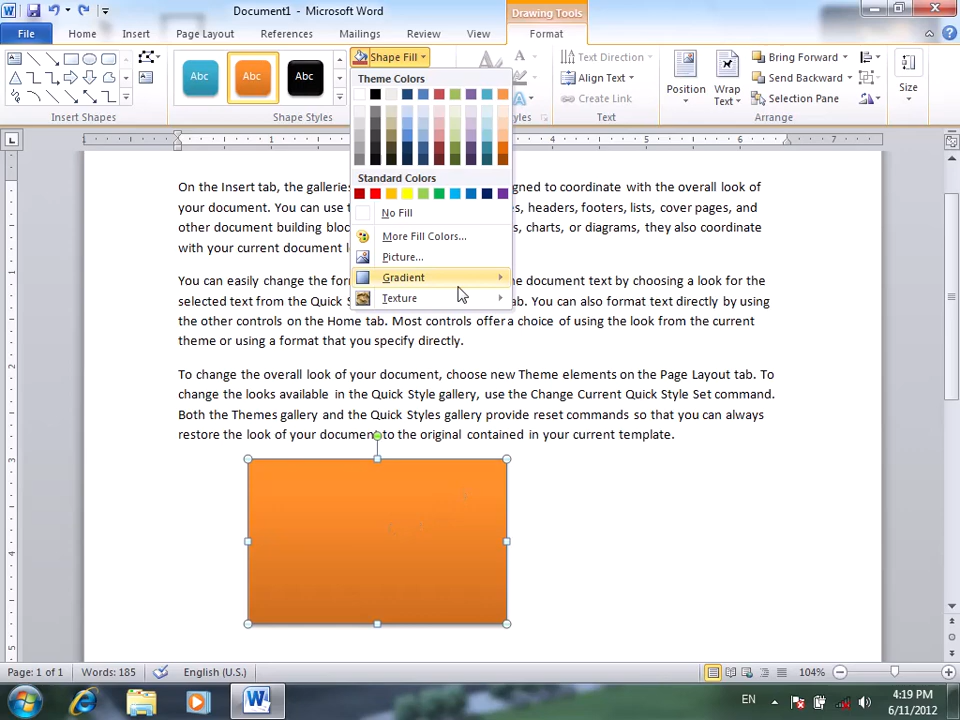 Document1 - Microsoft Word
Drawing Tools
File Home Insert Page Layout References Mailings Review View Format
Abc Abc Abc
Shape Fill
Text Direction
Align Text
Create Link
Position
Wrap Text
Bring Forward
Send Backward
Selection Pane
Size
Insert Shapes
Shape Styles
Text
Arrange
Theme Colors
Standard Colors
No Fill
More Fill Colors...
Picture...
Gradient
Texture
On the Insert tab, the galleries
gned to coordinate with the overall look of
your document. You can use t
s, headers, footers, lists, cover pages, and
other document building bloc
, charts, or diagrams, they also coordinate
with your current document l
You can easily change the for
he document text by choosing a look for the
selected text from the Quick S
tab. You can also format text directly by using
the other controls on the Home tab. Most controls offer a choice of using the look from the current
theme or using a format that you specify directly.
To change the overall look of your document, choose new Theme elements on the Page Layout tab. To
change the looks available in the Quick Style gallery, use the Change Current Quick Style Set command.
Both the Themes gallery and the Quick Styles gallery provide reset commands so that you can always
restore the look of your document to the original contained in your current template.
Page: 1 of 1 Words: 185 English (U.S.) 104%
EN
4:19 PM
6/11/2012